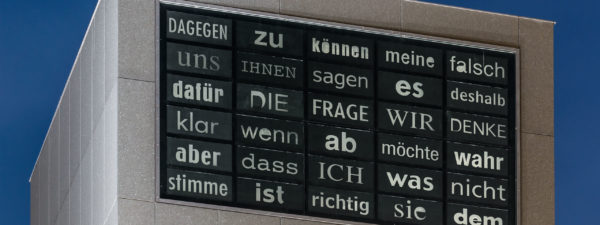 DAGEGEN zu können meine falsch
uns IHNEN sagen es deshalb
dafür DIE FRAGE WIR DENKE
klar wenn ab möchte wahr
aber dass ICH was nicht
stimme ist richtig sie dem